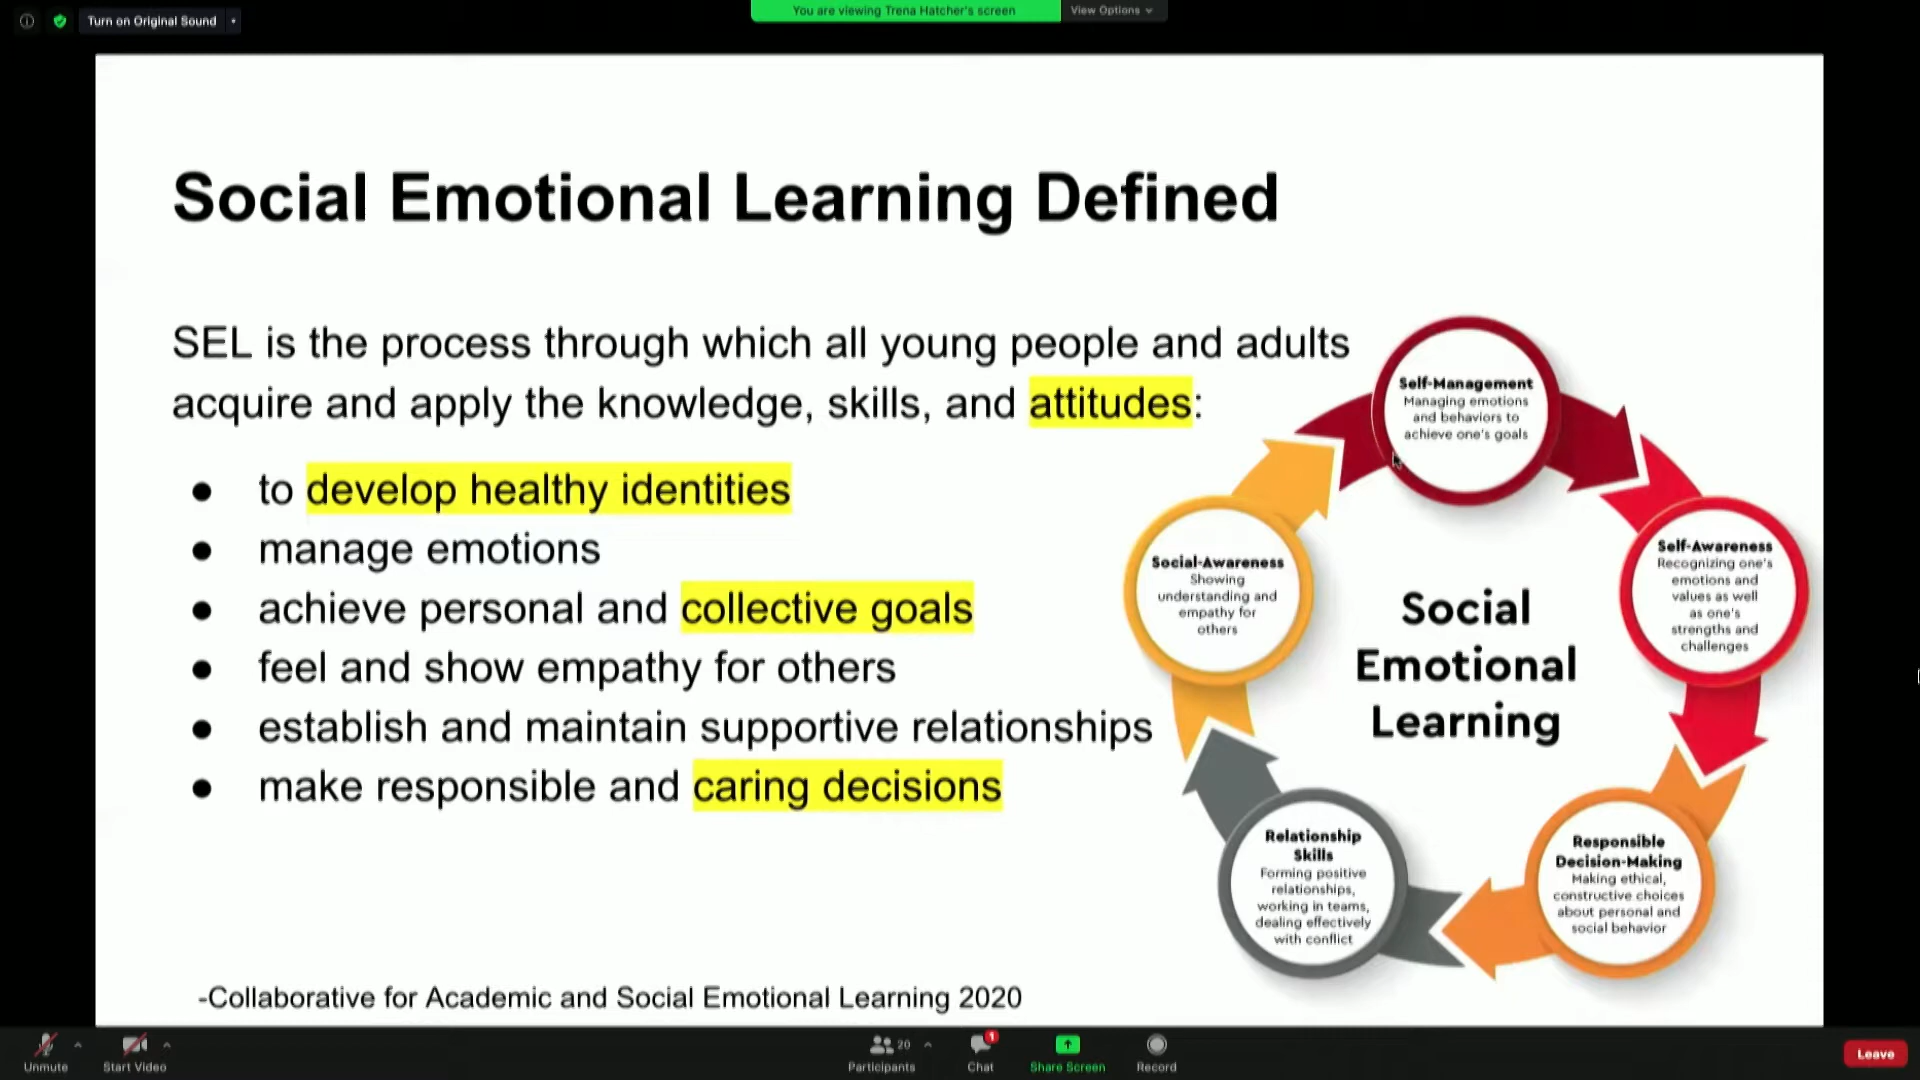 Turn on Original Sound
You are viewing Trena Hatcher's screen
View Options
Social Emotional Learning Defined
SEL is the process through which all young people and adults
acquire and apply the knowledge, skills, and attitudes:
● to develop healthy identities
● manage emotions
● achieve personal and collective goals
● feel and show empathy for others
● establish and maintain supportive relationships
● make responsible and caring decisions
-Collaborative for Academic and Social Emotional Learning 2020
Self-Management
Managing emotions
and behaviors to
achieve one's goals
Self-Awareness
Recognizing one's
emotions and
values as well
as one's
strengths and
challenges
Responsible
Decision-Making
Making ethical,
constructive choices
about personal and
social behavior
Relationship
Skills
Forming positive
relationships,
working in teams,
dealing effectively
with conflict
Social-Awareness
Showing
understanding and
empathy for
others
Social
Emotional
Learning
Unmute
Start Video
20
Participants
1
Chat
Share Screen
Record
Leave